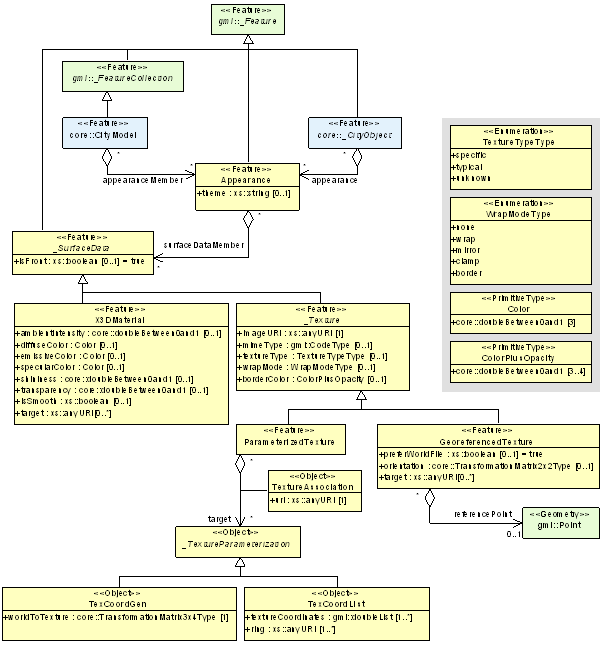 <<Feature>>
gml::_Feature
<<Feature>>
gml::_FeatureCollection
<<Feature>>
core::CityModel
<<Feature>>
core::_CityObject
*
*
appearanceMember
*
*
appearance
<<Feature>>
Appearance
+theme : xs::string [0..1]
*
surfaceDataMember
*
<<Feature>>
_SurfaceData
+isFront : xs::boolean [0..1] = true
<<Enumeration>>
TextureTypeType
+specific
+typical
+unknown
<<Enumeration>>
WrapModeType
+none
+wrap
+mirror
+clamp
+border
<<PrimitiveType>>
Color
+core::doubleBetween0and1 [3]
<<PrimitiveType>>
ColorPlusOpacity
+core::doubleBetween0and1 [3..4]
<<Feature>>
X3DMaterial
+ambientIntensity : core::doubleBetween0and1 [0..1]
+diffuseColor : Color [0..1]
+emissiveColor : Color [0..1]
+specularColor : Color [0..1]
+shininess : core::doubleBetween0and1 [0..1]
+transparency : core::doubleBetween0and1 [0..1]
+isSmooth : xs::boolean [0..1]
+target : xs::anyURI[0..*]
<<Feature>>
_Texture
+imageURI : xs::anyURI [1]
+mimeType : gml::CodeType [0..1]
+textureType : TextureTypeType [0..1]
+wrapMode : WrapModeType [0..1]
+borderColor : ColorPlusOpacity [0..1]
<<Feature>>
ParameterizedTexture
*
<<Feature>>
GeoreferencedTexture
+preferWorldFile : xs::boolean [0..1] = true
+orientation : core::TransformationMatrix2x2Type [0..1]
+target : xs::anyURI[0..*]
*
<<Object>>
TextureAssociation
+uri : xs::anyURI [1]
referencePoint
0..1
<<Geometry>>
gml::Point
target
*
<<Object>>
_TextureParameterization
<<Object>>
TexCoordGen
+worldToTexture : core::TransformationMatrix3x4Type [1]
<<Object>>
TexCoordList
+textureCoordinates : gml::doubleList [1..*]
+ring : xs::anyURI [1..*]